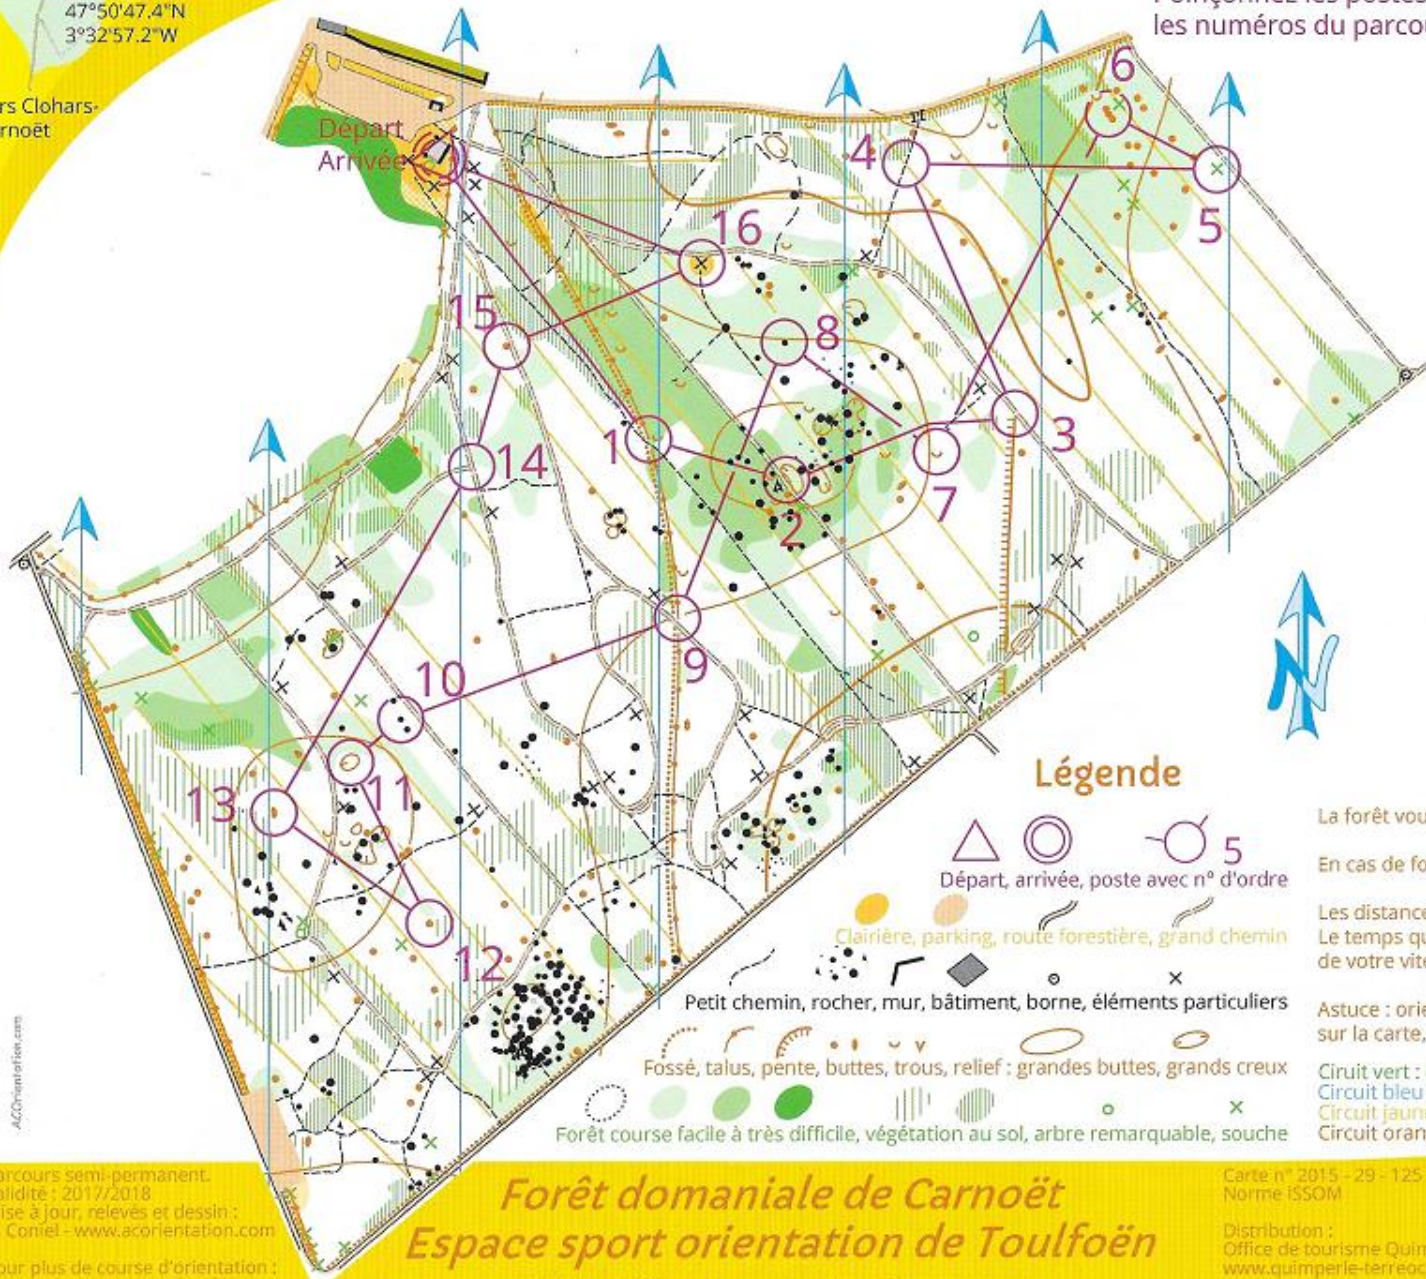 47°50'47.4"N
3°32'57.2"W
rs Clohars-
rnoët
Poinçonnez les postes
les numéros du parco
Départ
Arrivée
6
4
5
16
15
8
1
3
14
2
7
9
10
13
11
12
N
Légende
5
Départ, arrivée, poste avec n° d'ordre
Clairière, parking, route forestière, grand chemin
Petit chemin, rocher, mur, bâtiment, borne, éléments particuliers
Fossé, talus, pente, buttes, trous, relief : grandes buttes, grands creux
Forêt course facile à très difficile, végétation au sol, arbre remarquable, souche
La forêt vou
En cas de fo
Les distance
Le temps qu
de votre vite
Astuce : orie
sur la carte,
Ciruit vert :
Circuit bleu
Circuit jaun
Circuit oran
ACOrientation.com
arcours semi-permanent.
alidité : 2017/2018
ise à jour, relevés et dessin :
Coniel - www.acorientation.com
our plus de course d'orientation :
Forêt domaniale de Carnoët
Espace sport orientation de Toulfoën
Carte n° 2015 - 29 - 125
Norme ISSOM
Distribution :
Office de tourisme Quim
www.quimperle-terreoc